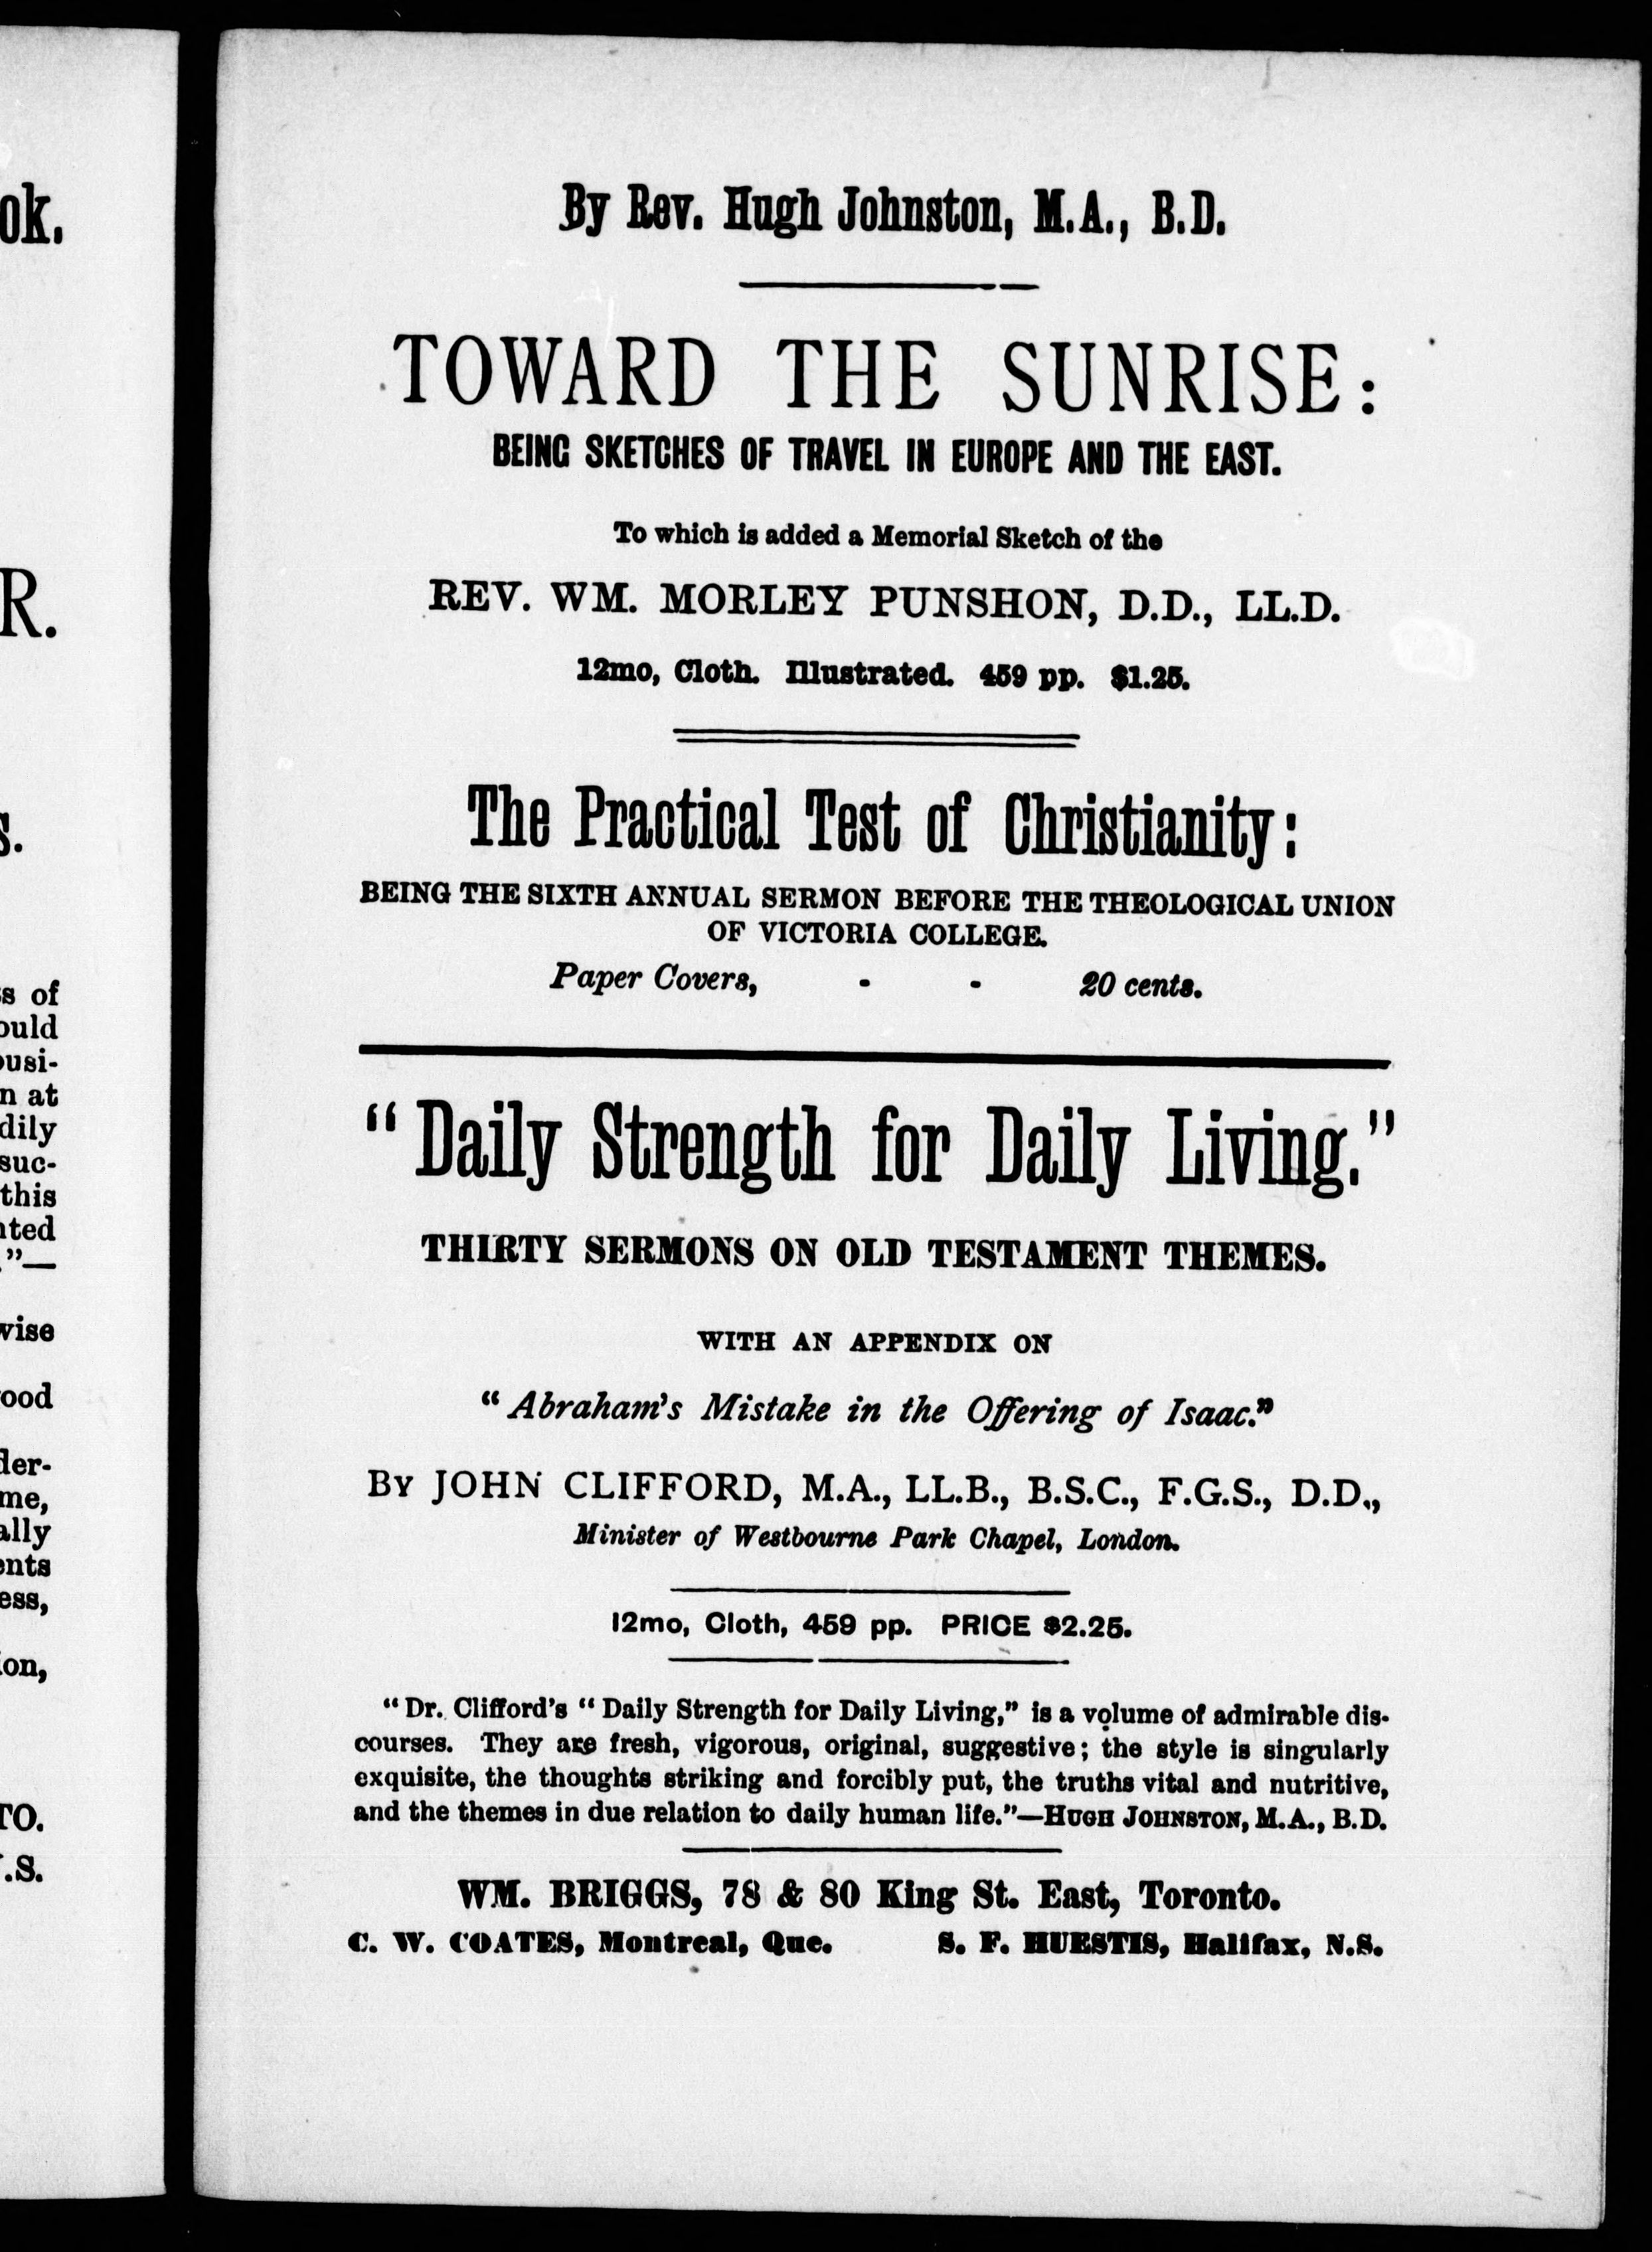 By Rev. Hugh Johnston, M.A., B.D.
TOWARD THE SUNRISE:
BEING SKETCHES OF TRAVEL IN EUROPE AND THE EAST.
To which is added a Memorial Sketch of the
REV. WM. MORLEY PUNSHON, D.D., LL.D.
12mo, Cloth. Illustrated. 459 pp. $1.25.
The Practical Test of Christianity:
BEING THE SIXTH ANNUAL SERMON BEFORE THE THEOLOGICAL UNION
OF VICTORIA COLLEGE.
Paper Covers, - - 20 cents.
"Daily Strength for Daily Living."
THIRTY SERMONS ON OLD TESTAMENT THEMES.
WITH AN APPENDIX ON
"Abraham's Mistake in the Offering of Isaac."
By JOHN CLIFFORD, M.A., LL.B., B.S.C., F.G.S., D.D.,
Minister of Westbourne Park Chapel, London.
12mo, Cloth, 459 pp. PRICE $2.25.
"Dr. Clifford's "Daily Strength for Daily Living," is a volume of admirable dis-
courses. They are fresh, vigorous, original, suggestive; the style is singularly
exquisite, the thoughts striking and forcibly put, the truths vital and nutritive,
and the themes in due relation to daily human life."—HUGH JOHNSTON, M.A., B.D.
WM. BRIGGS, 78 & 80 King St. East, Toronto.
C. W. COATES, Montreal, Que. S. F. HUESTIS, Halifax, N.S.